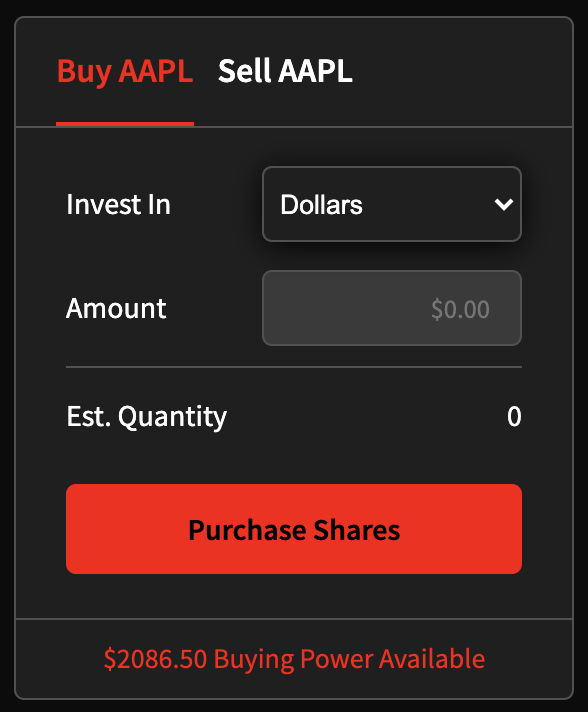 Buy AAPL Sell AAPL
Invest In Dollars
Amount $0.00
Est. Quantity 0
Purchase Shares
$2086.50 Buying Power Available